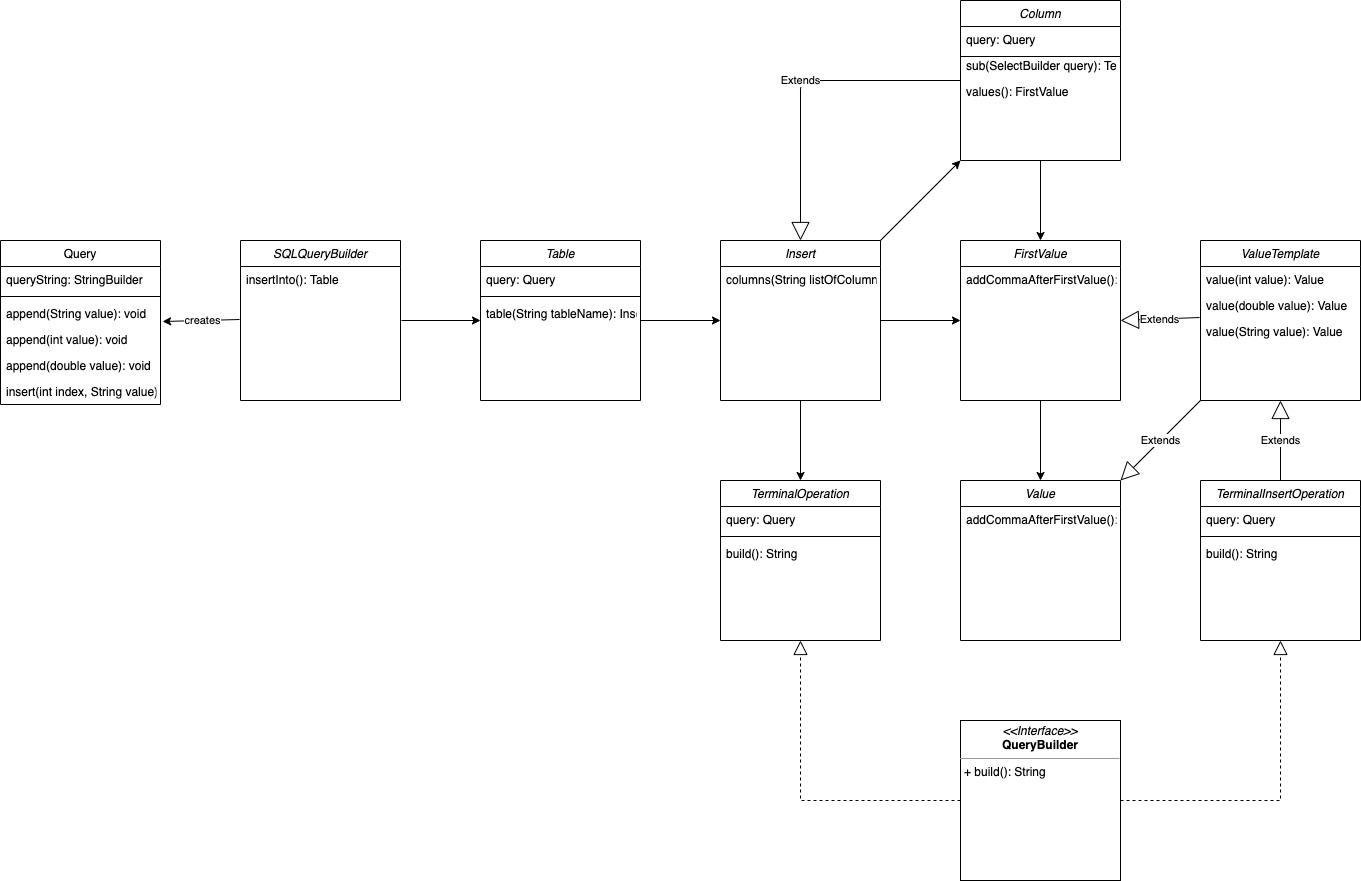 Column
query: Query
sub(SelectBuilder query): Te
values(): FirstValue
Extends
Query
queryString: StringBuilder
append(String value): void
append(int value): void
append(double value): void
insert(int index, String value)
creates
SQLQueryBuilder
insertInto(): Table
Table
query: Query
table(String tableName): Ins
Insert
columns(String listOfColumn
FirstValue
addCommaAfterFirstValue():
Extends
ValueTemplate
value(int value): Value
value(double value): Value
value(String value): Value
Extends
Extends
TerminalOperation
query: Query
build(): String
Value
addCommaAfterFirstValue():
TerminalInsertOperation
query: Query
build(): String
<<Interface>>
QueryBuilder
+ build(): String